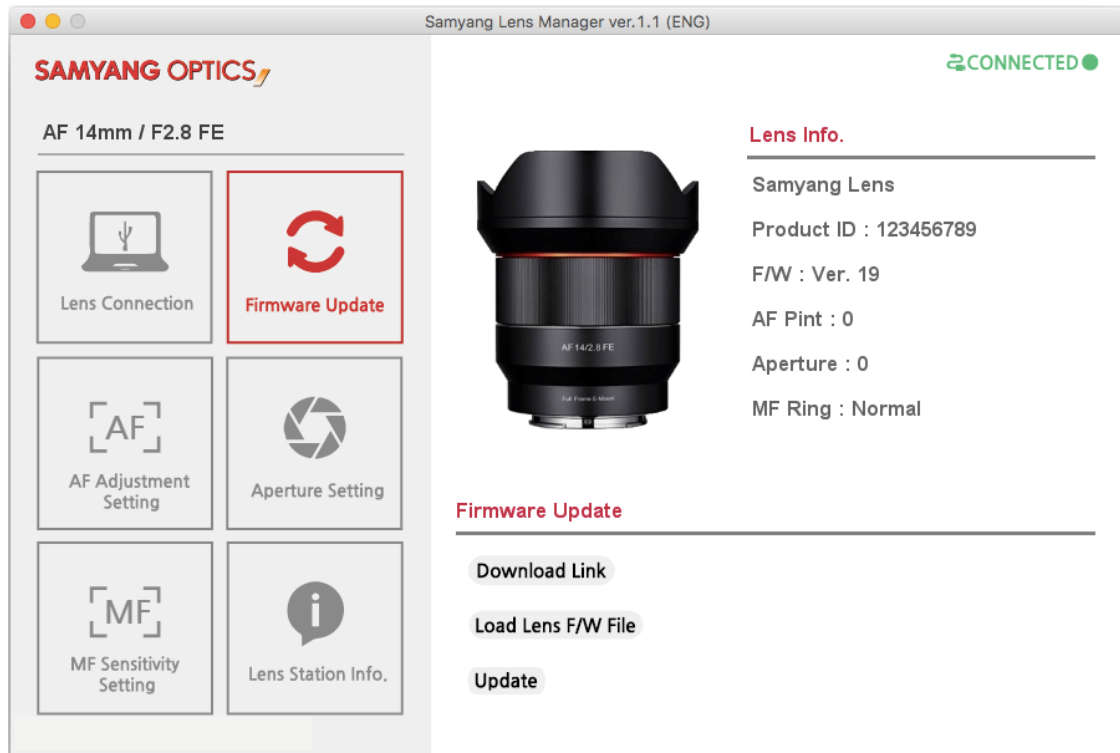 Samyang Lens Manager ver.1.1 (ENG)
SAMYANG OPTICS
CONNECTED
AF 14mm / F2.8 FE
Lens Connection
Firmware Update
AF
AF Adjustment
Setting
Aperture Setting
MF
MF Sensitivity
Setting
i
Lens Station Info.
AF 14/2.8 FE
Full Frame E-Mount
Lens Info.
Samyang Lens
Product ID : 123456789
F/W : Ver. 19
AF Pint : 0
Aperture : 0
MF Ring : Normal
Firmware Update
Download Link
Load Lens F/W File
Update